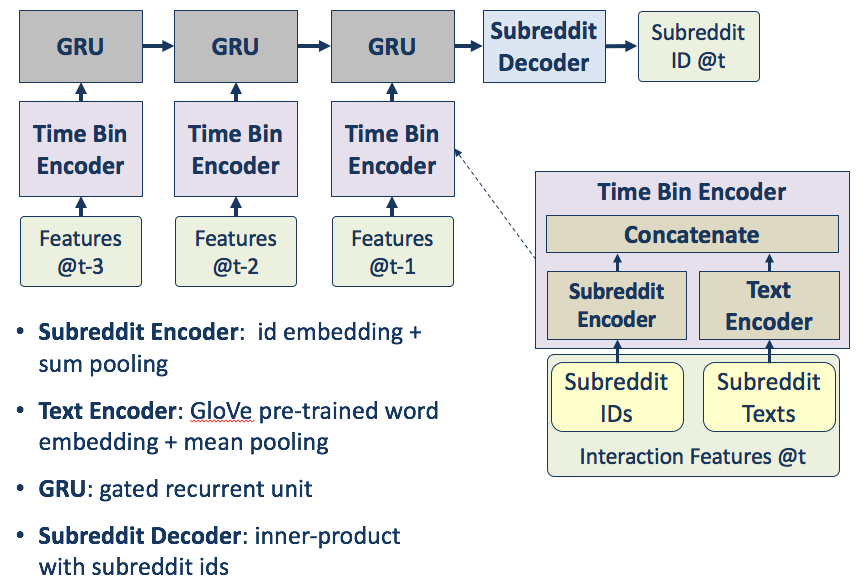 GRU
GRU
GRU
Subreddit
Decoder
Subreddit
ID @t
Time Bin
Encoder
Time Bin
Encoder
Time Bin
Encoder
Features
@t-3
Features
@t-2
Features
@t-1
Time Bin Encoder
Concatenate
Subreddit
Encoder
Text
Encoder
Subreddit
IDs
Subreddit
Texts
Interaction Features @t
• Subreddit Encoder: id embedding +
sum pooling
• Text Encoder: GloVe pre-trained word
embedding + mean pooling
• GRU: gated recurrent unit
• Subreddit Decoder: inner-product
with subreddit ids